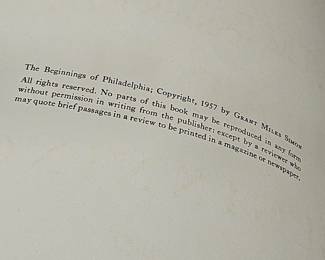 The Beginnings of Philadelphia; Copyright, 1957 by Grant Miles Simon
All rights reserved. No parts of this book may be reproduced in any form
without permission in writing from the publisher: except by a reviewer who
may quote brief passages in a review to be printed in a magazine or newspaper.